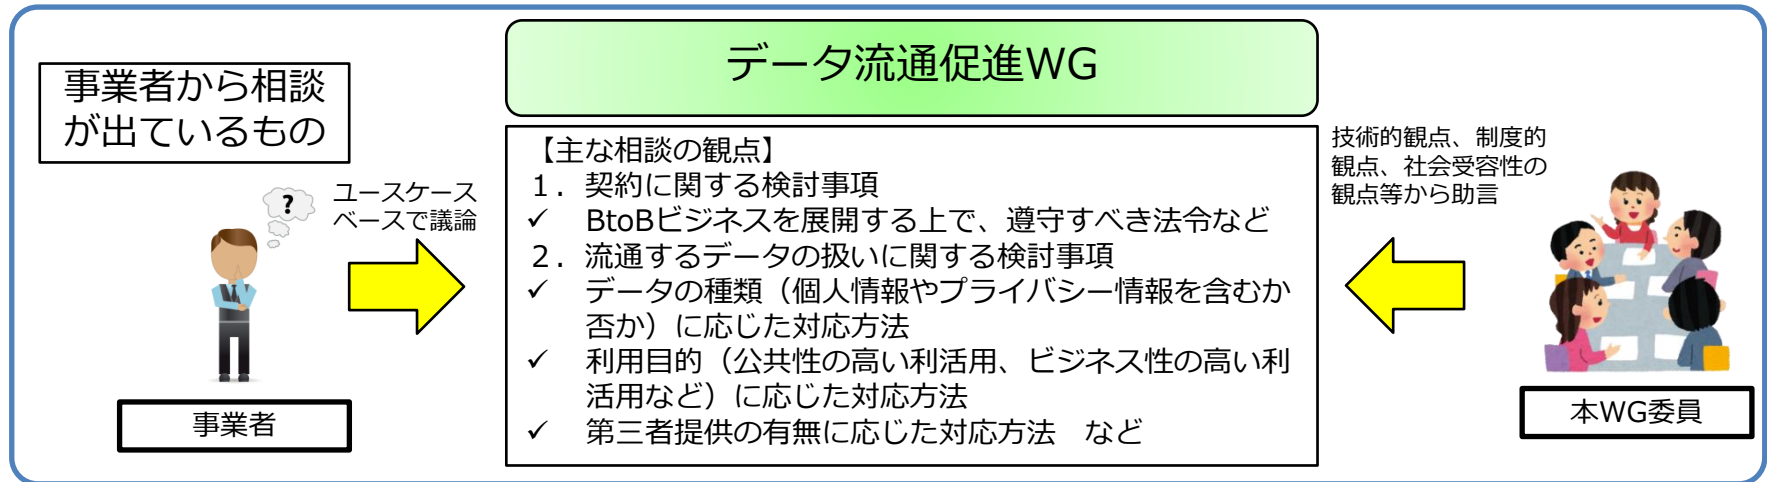 事業者から相談
が出ているもの
?
ユースケース
ベースで議論
事業者
データ流通促進WG
【主な相談の観点】
１．契約に関する検討事項
✓ BtoBビジネスを展開する上で、遵守すべき法令など
２．流通するデータの扱いに関する検討事項
✓ データの種類（個人情報やプライバシー情報を含むか
否か）に応じた対応方法
✓ 利用目的（公共性の高い利活用、ビジネス性の高い利
活用など）に応じた対応方法
✓ 第三者提供の有無に応じた対応方法　など
技術的観点、制度的
観点、社会受容性の
観点等から助言
本WG委員